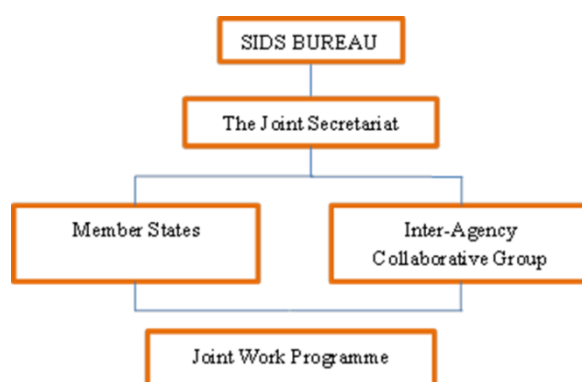 SIDS BUREAU
The Joint Secretariat
Member States
Inter-Agency
Collaborative Group
Joint Work Programme